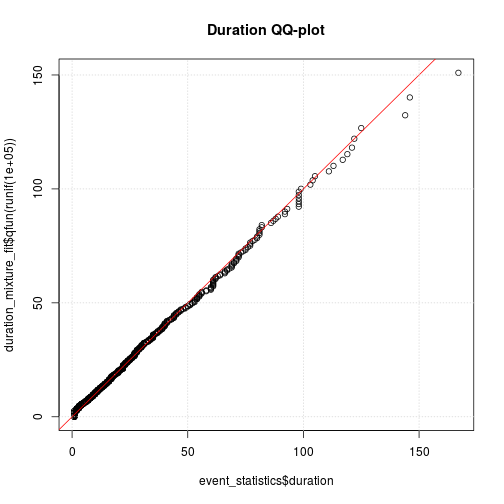 Duration QQ-plot
duration_mixture_fit$qfun(runif(1e+05))
150
100
50
0
0 50 100 150
event_statistics$duration